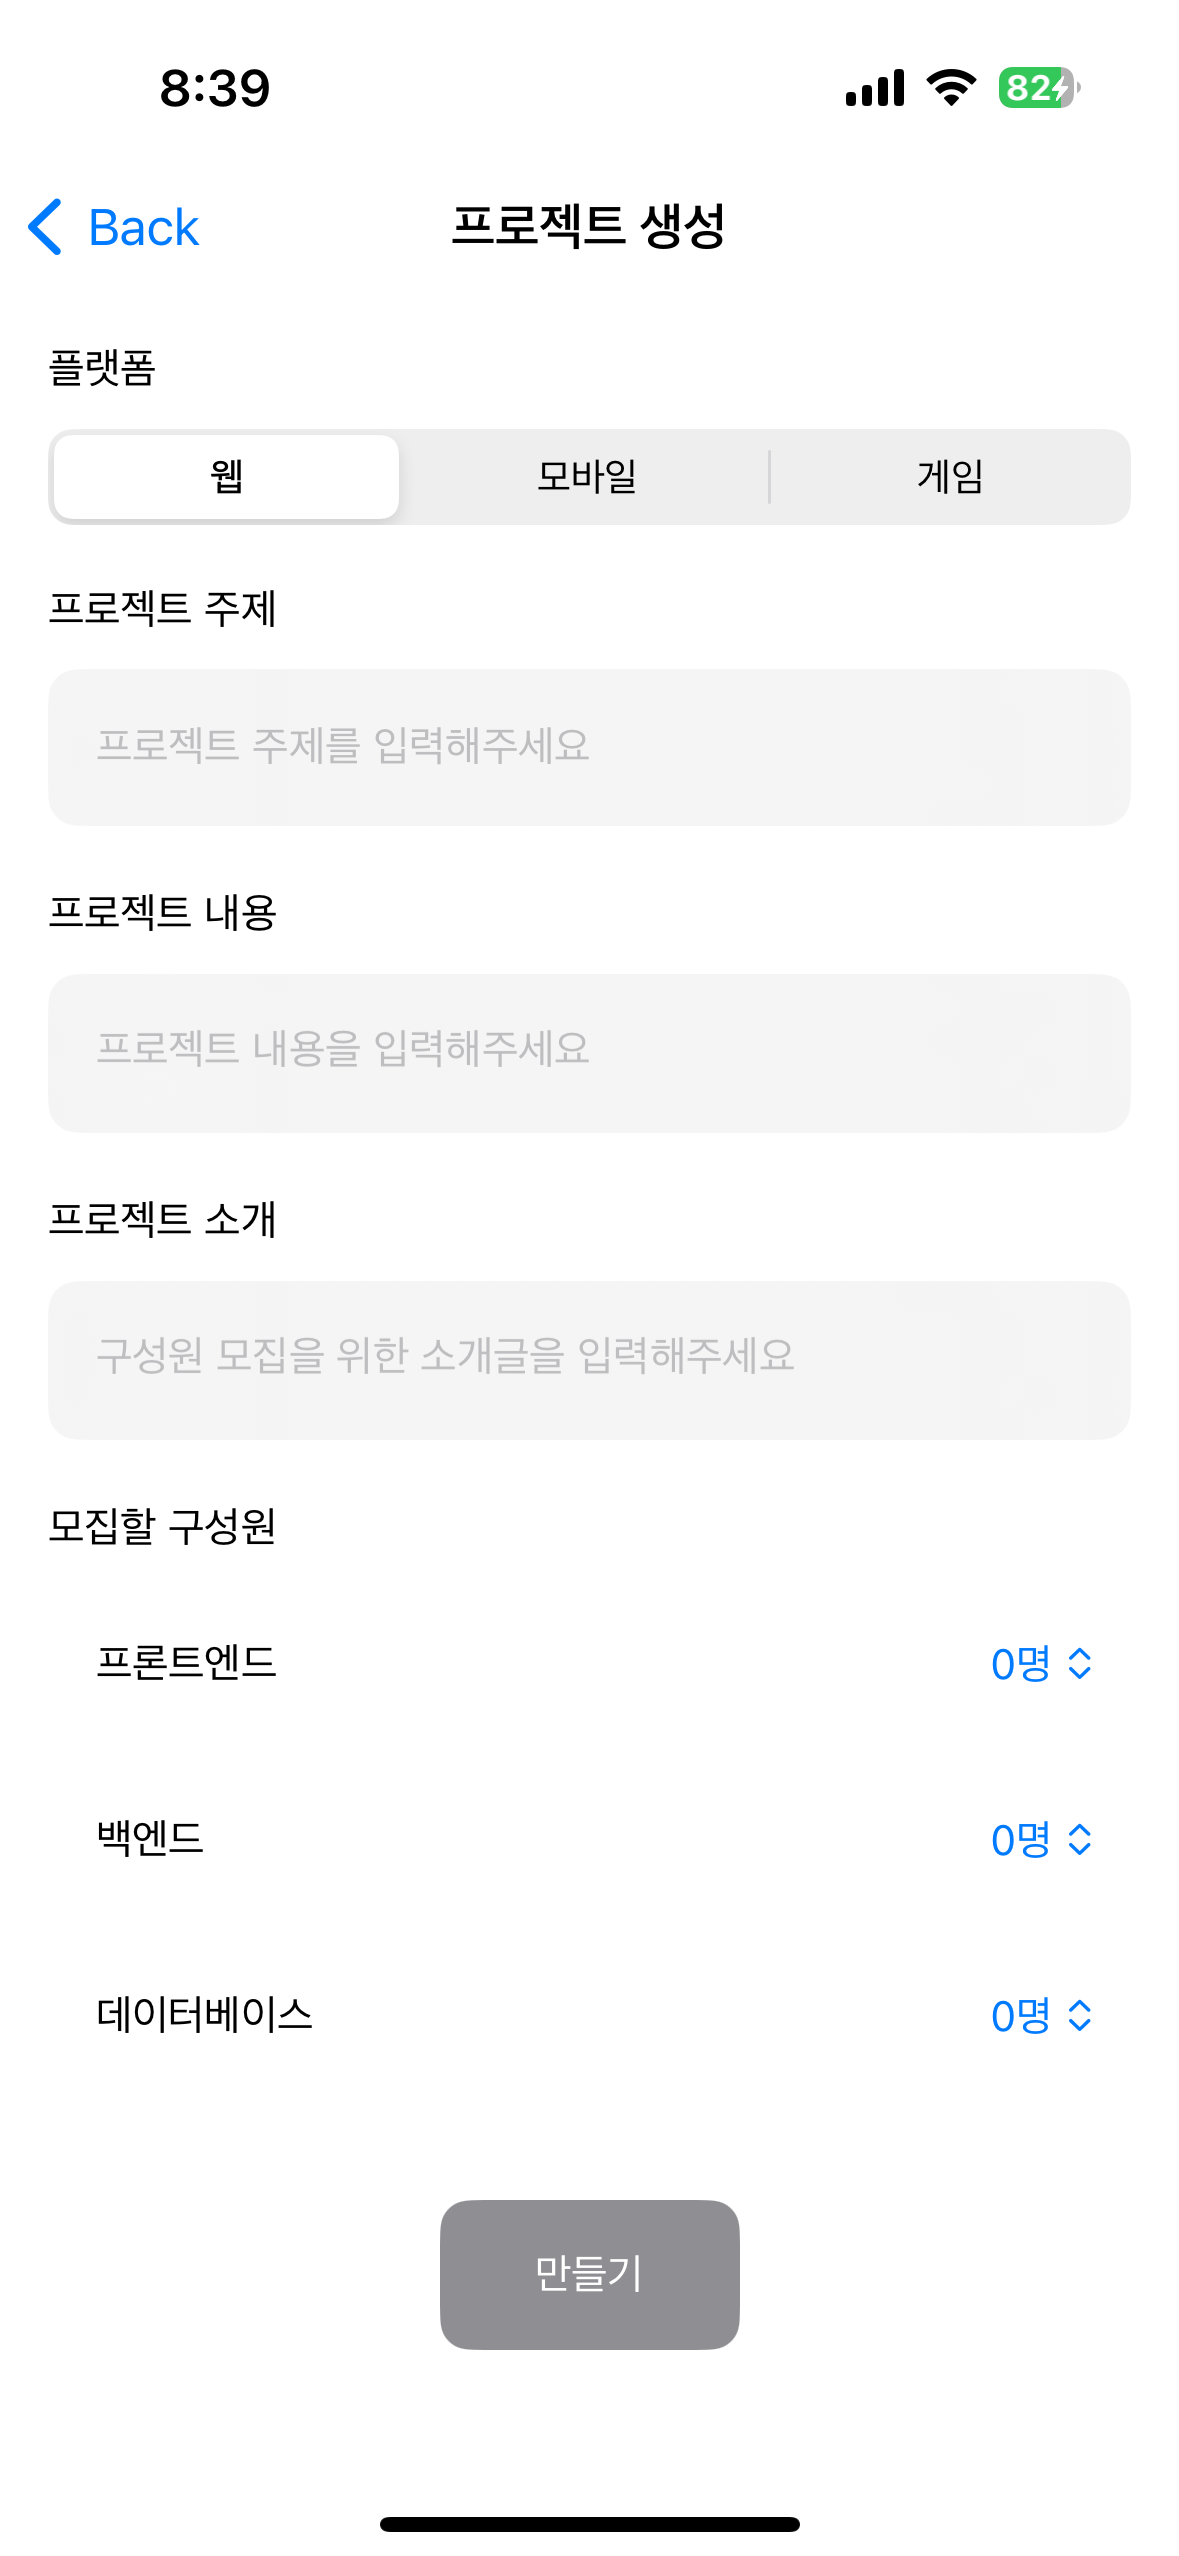 8:39
82
Back
프로젝트 생성
플랫폼
웹 모바일 게임
프로젝트 주제
프로젝트 주제를 입력해주세요
프로젝트 내용
프로젝트 내용을 입력해주세요
프로젝트 소개
구성원 모집을 위한 소개글을 입력해주세요
모집할 구성원
프론트엔드 0명
백엔드 0명
데이터베이스 0명
만들기